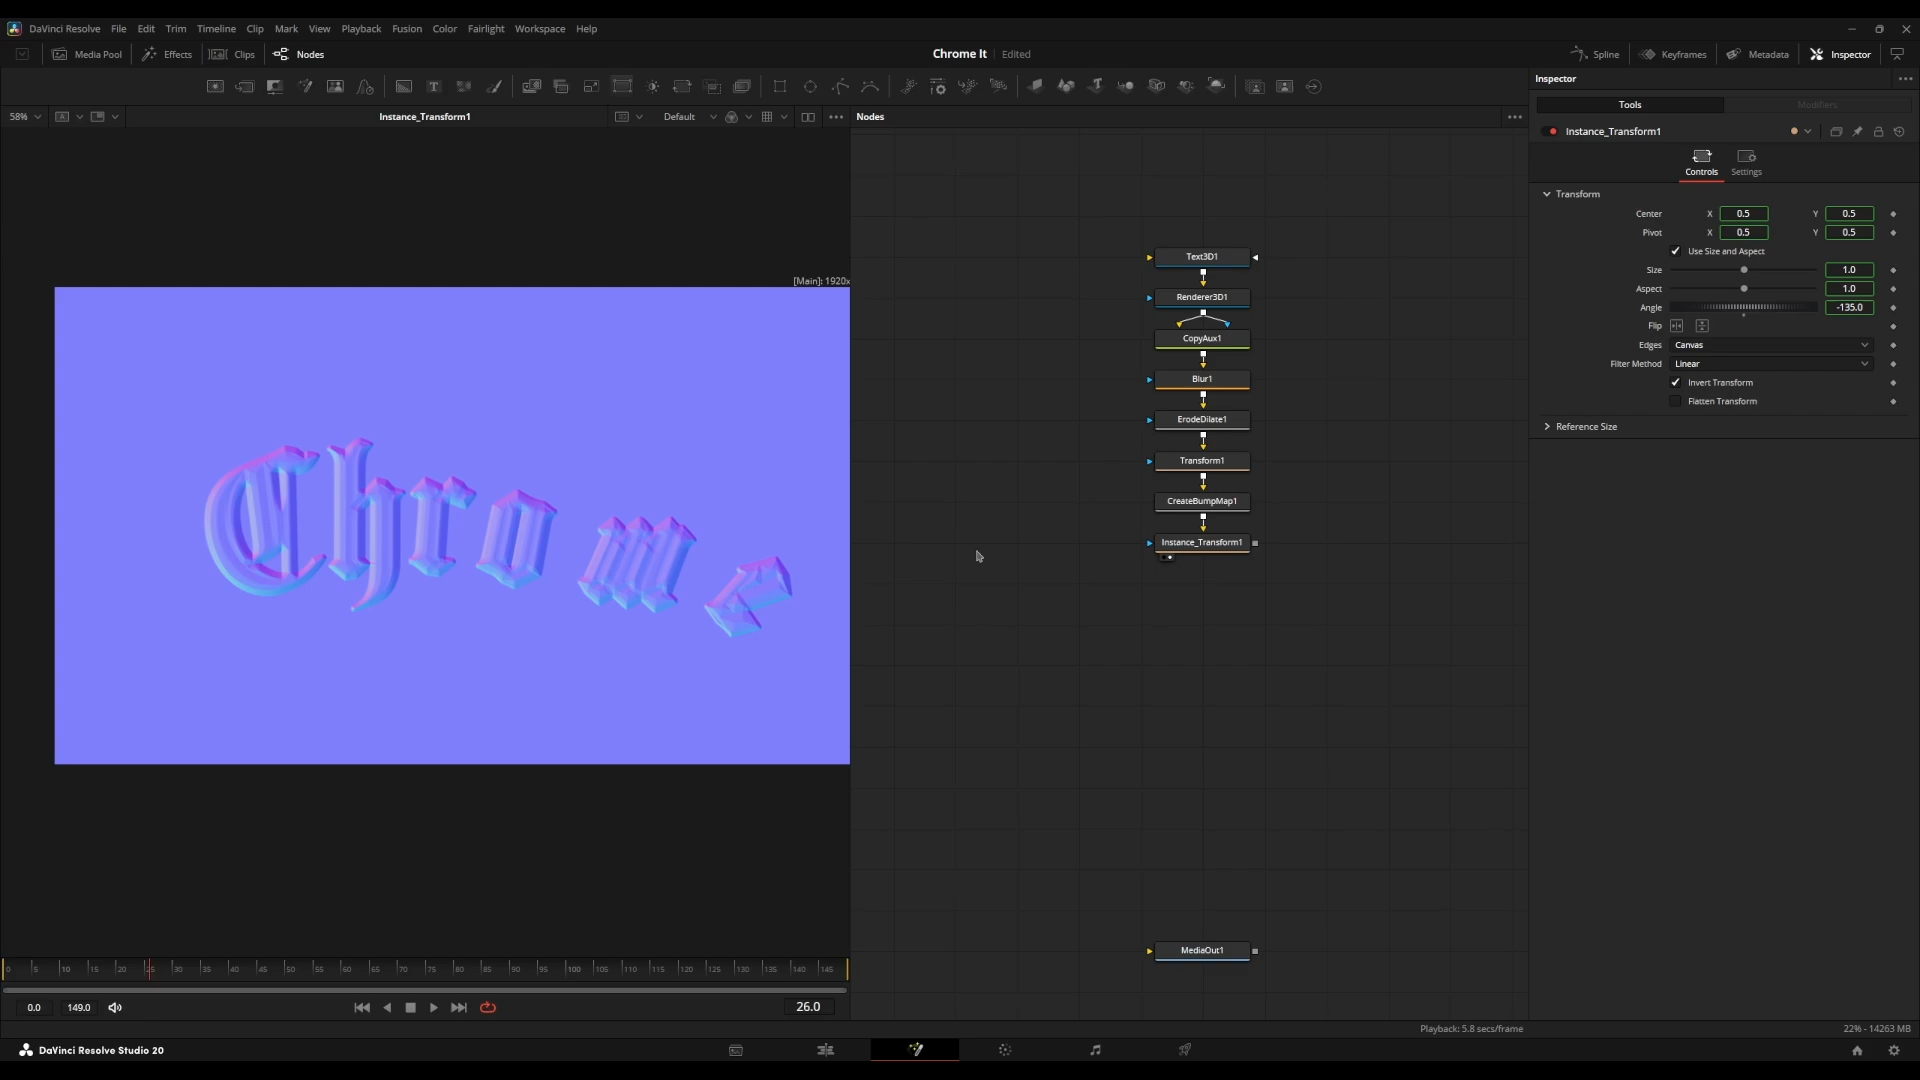 DaVinci Resolve File Edit Trim Timeline Clip Mark View Playback Fusion Color Fairlight Workspace Help
Media Pool Effects Clips Nodes Chrome It Edited Spline Keyframes Metadata Inspector
Inspector
58% A Instance_Transform1 Default Nodes
Tools Modifiers
Instance_Transform1
Controls Settings
Transform
Center X 0.5 Y 0.5
Pivot X 0.5 Y 0.5
Use Size and Aspect
Size 1.0
Aspect 1.0
Angle -135.0
Flip
Edges Canvas
Filter Method Linear
Invert Transform
Flatten Transform
Reference Size
[Main]: 1920x
Chrome
Text3D1
Renderer3D1
CopyAux1
Blur1
ErodeDilate1
Transform1
CreateBumpMap1
Instance_Transform1
MediaOut1
0 5 10 15 20 25 30 35 40 45 50 55 60 65 70 75 80 85 90 95 100 105 110 115 120 125 130 135 140 145
0.0 149.0 26.0
Playback: 5.8 secs/frame 22% - 14263 MB
DaVinci Resolve Studio 20